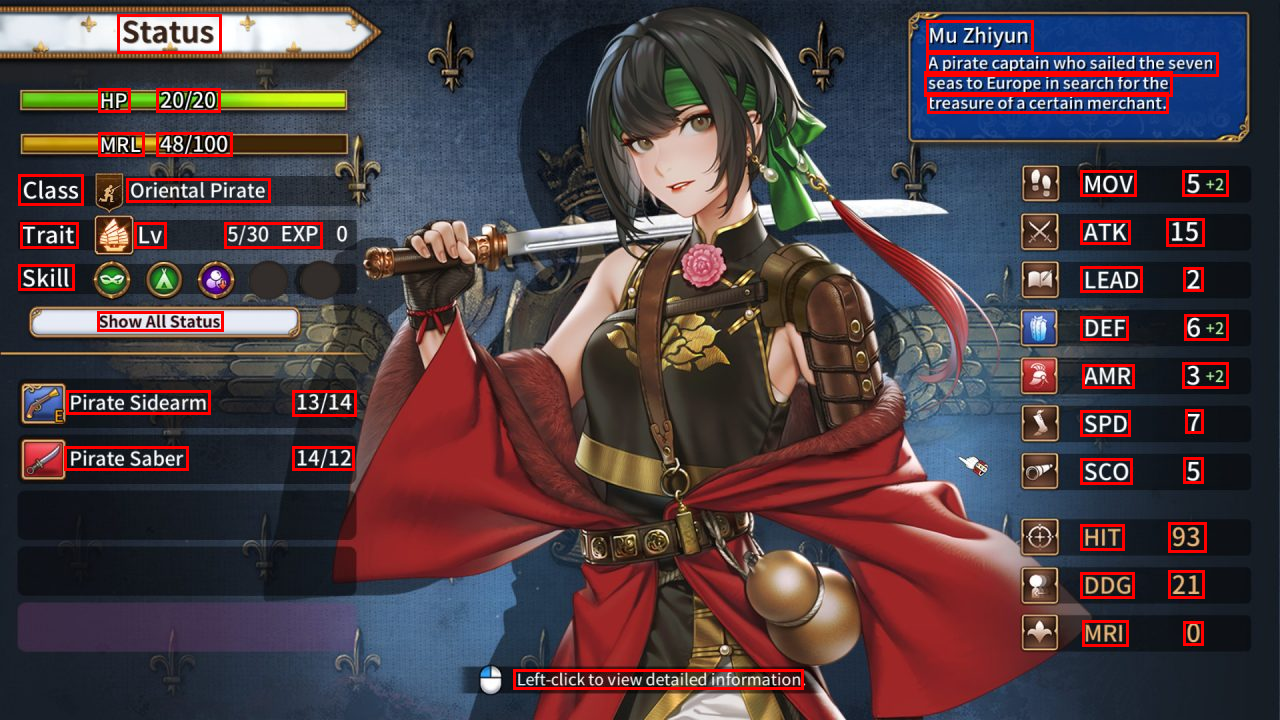 Status
HP 20/20
MRL 48/100
Class Oriental Pirate
Trait Lv 5/30 EXP 0
Skill
Show All Status
E Pirate Sidearm 13/14
Pirate Saber 14/12
Mu Zhiyun
A pirate captain who sailed the seven
seas to Europe in search for the
treasure of a certain merchant.
MOV 5 +2
ATK 15
LEAD 2
DEF 6 +2
AMR 3 +2
SPD 7
SCO 5
HIT 93
DDG 21
MRI 0
Left-click to view detailed information.